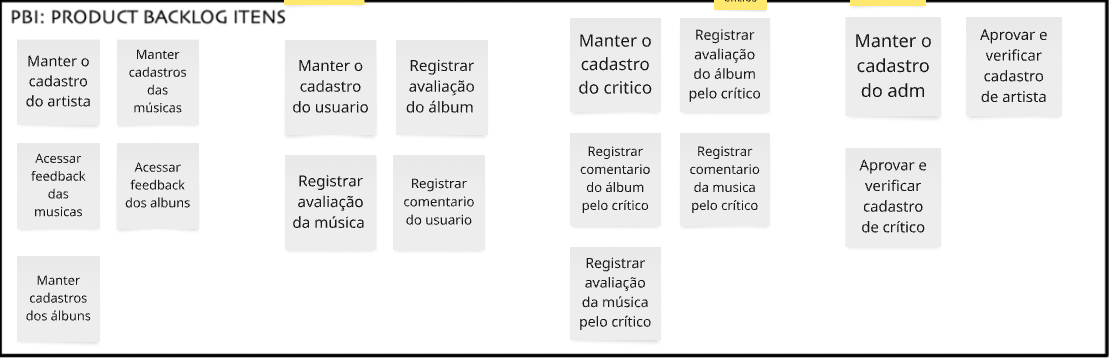 PBI: PRODUCT BACKLOG ITENS
Manter o
cadastro
do artista
Manter
cadastros
das
músicas
Acessar
feedback
das
musicas
Acessar
feedback
dos albuns
Manter
cadastros
dos álbuns
Manter o
cadastro
do usuario
Registrar
avaliação
do álbum
Registrar
avaliação
da música
Registrar
comentario
do usuario
Manter o
cadastro
do critico
Registrar
avaliação
do álbum
pelo crítico
Registrar
comentario
do álbum
pelo crítico
Registrar
comentario
da musica
pelo crítico
Registrar
avaliação
da música
pelo crítico
Manter o
cadastro
do adm
Aprovar e
verificar
cadastro
de artista
Aprovar e
verificar
cadastro
de crítico